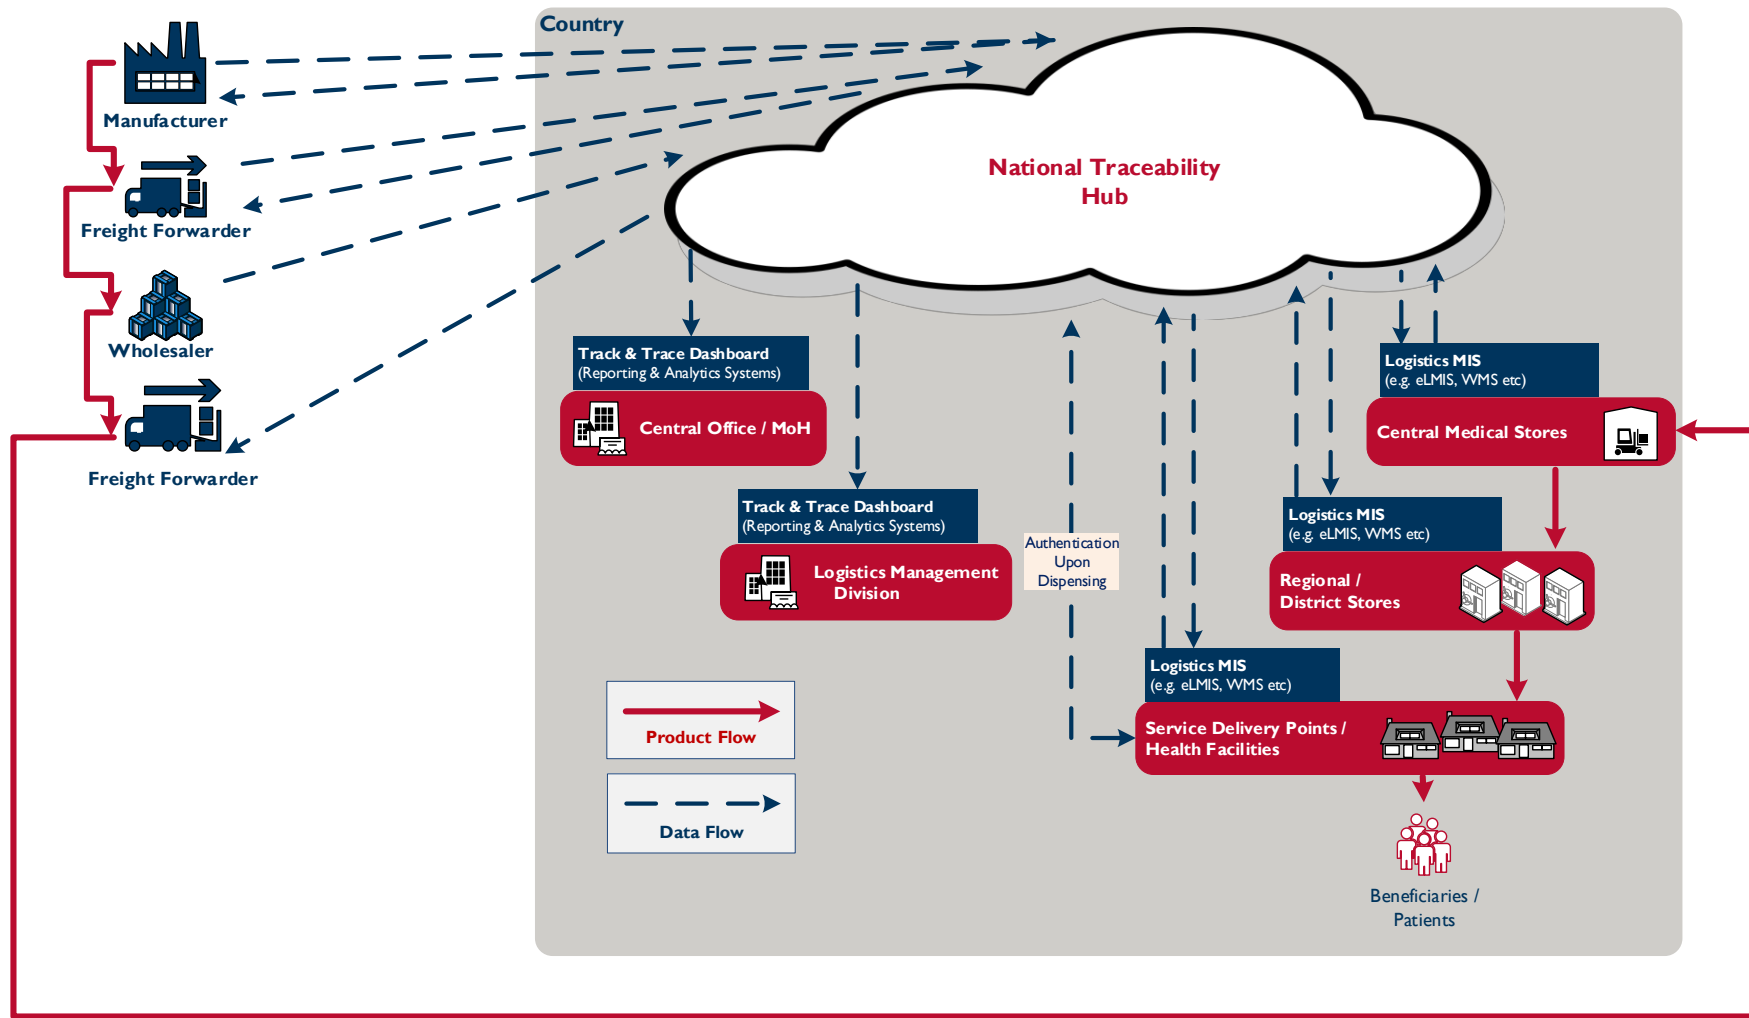 Country
Manufacturer
Freight Forwarder
Wholesaler
Freight Forwarder
National Traceability
Hub
Track & Trace Dashboard
(Reporting & Analytics Systems)
Central Office / MoH
Track & Trace Dashboard
(Reporting & Analytics Systems)
Logistics Management
Division
Authentication
Upon
Dispensing
Logistics MIS
(e.g. eLMIS, WMS etc)
Central Medical Stores
Logistics MIS
(e.g. eLMIS, WMS etc)
Regional /
District Stores
Logistics MIS
(e.g. eLMIS, WMS etc)
Service Delivery Points /
Health Facilities
Beneficiaries /
Patients
Product Flow
Data Flow